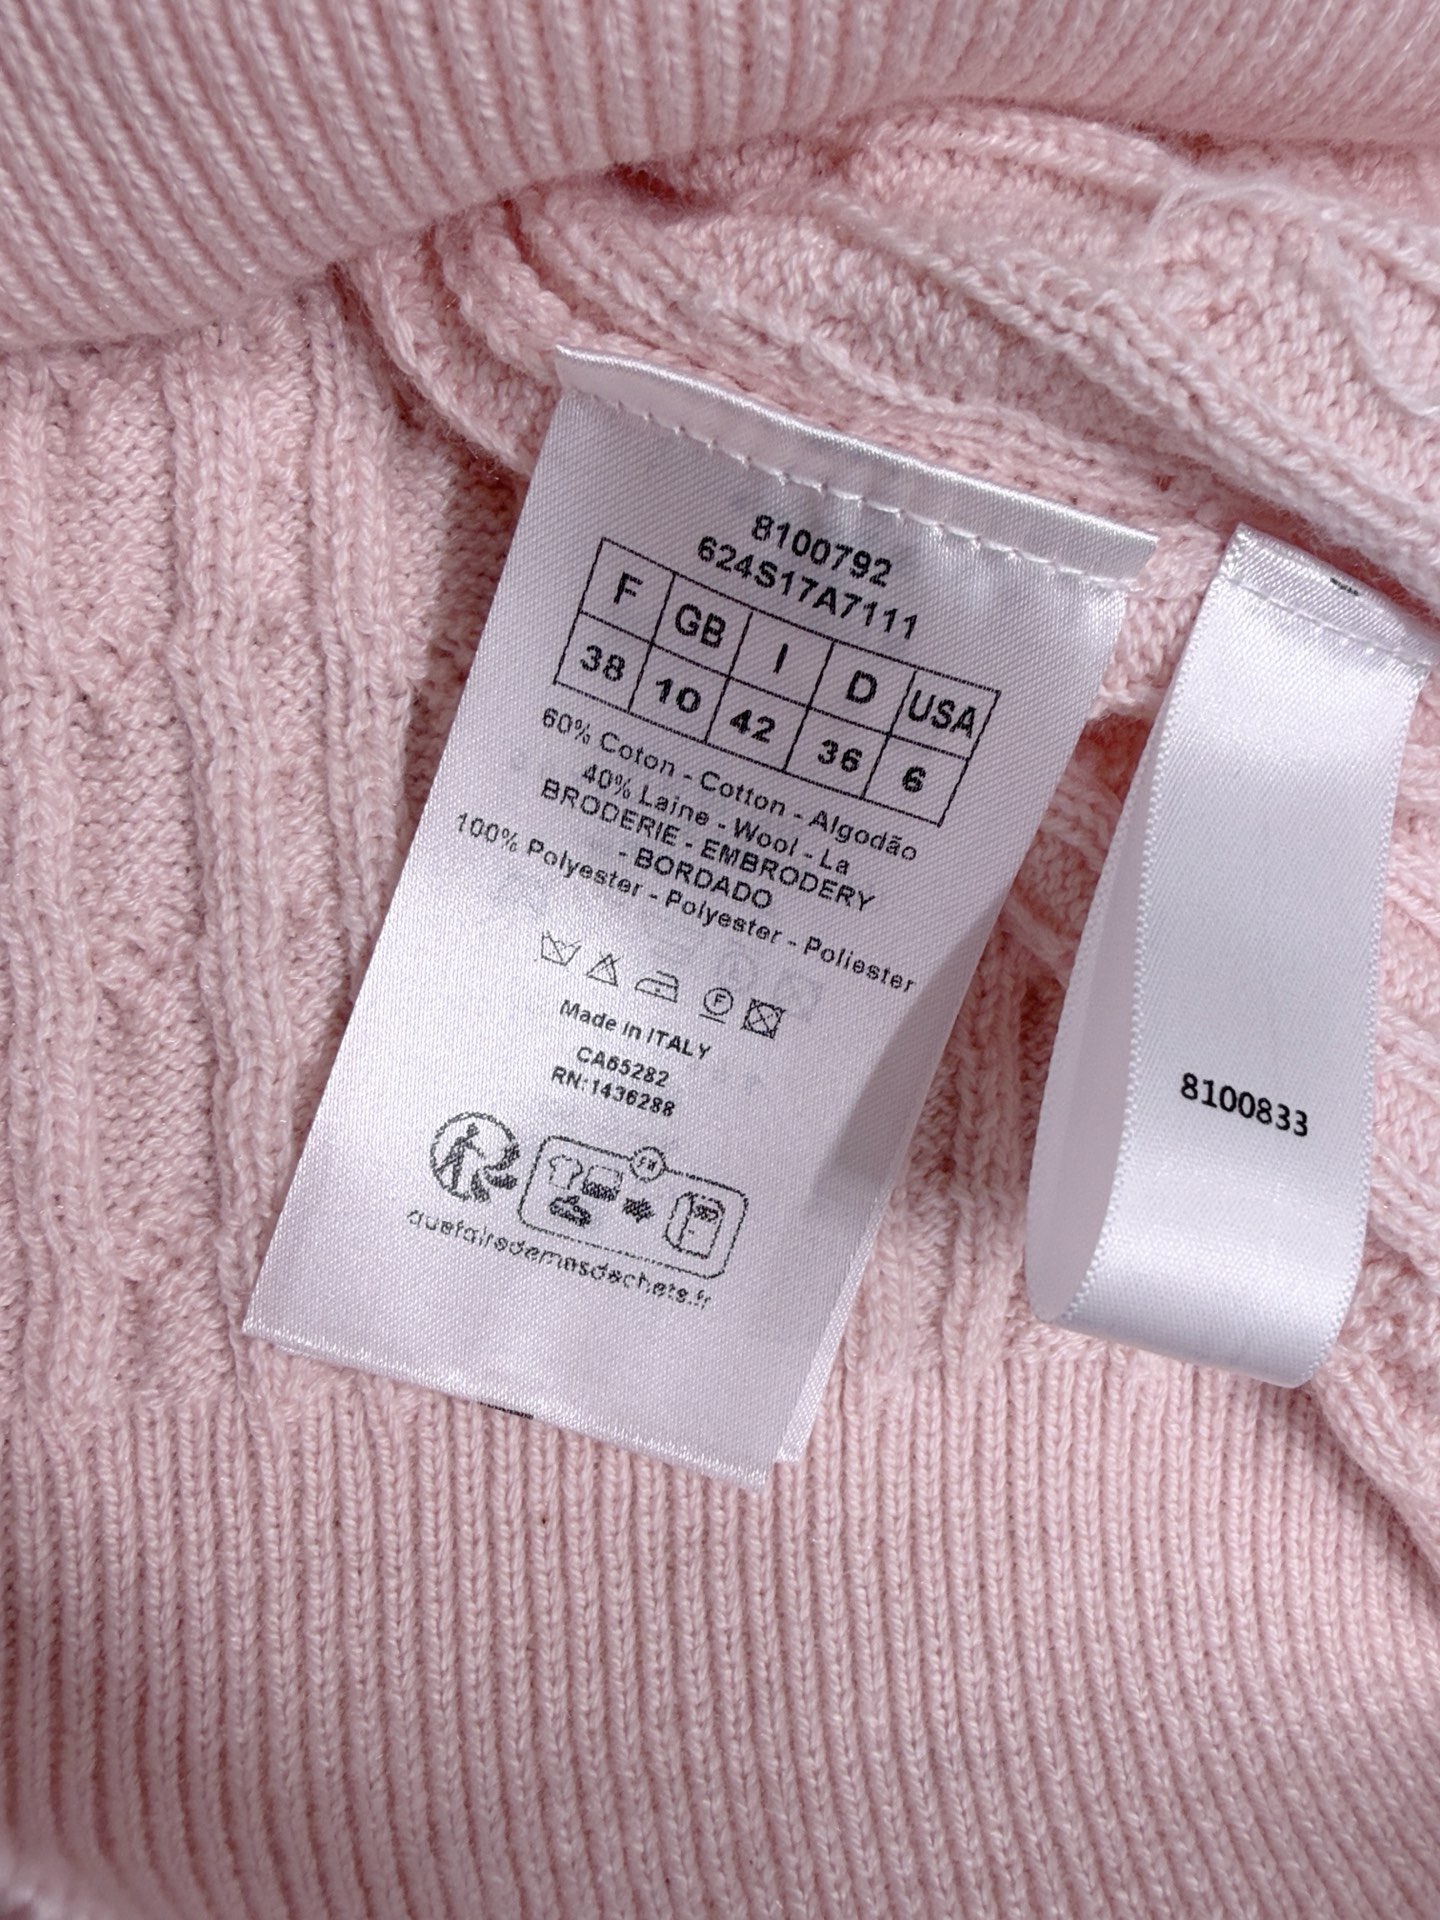 8100792
624S17A7111
F GB I D USA
38 10 42 36 6
60% Coton - Cotton - Algodão
40% Laine - Wool - La
BRODERIE - EMBRODERY
- BORDADO
100% Polyester - Polyester - Poliester
F
Made in ITALY
CA65282
RN:1436288
FR
quefairedemesdechets.fr
8100833